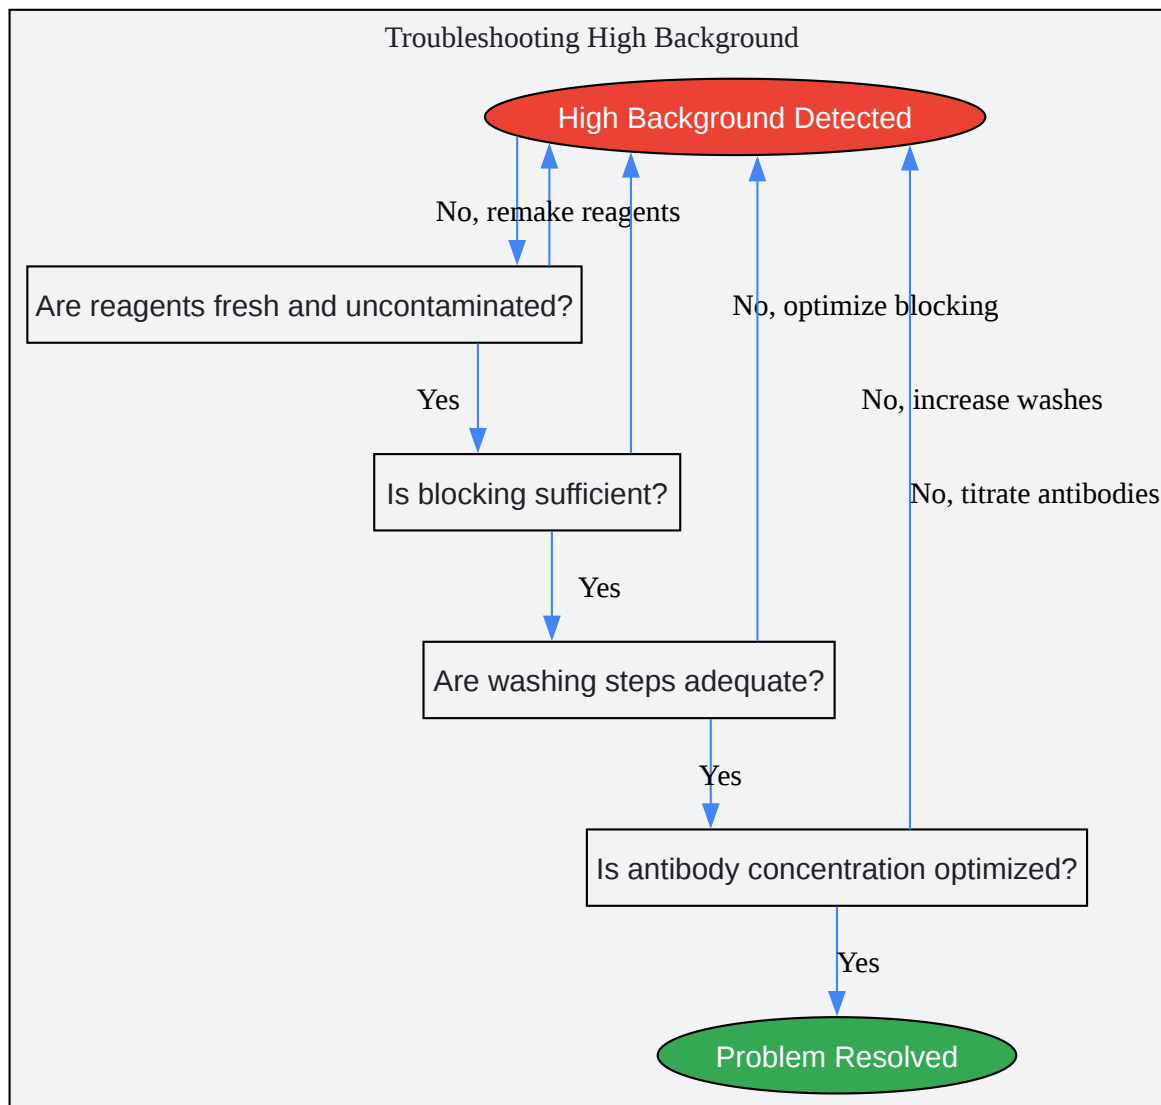 Troubleshooting High Background
High Background Detected
No, remake reagents
Are reagents fresh and uncontaminated?
No, optimize blocking
Yes
No, increase washes
Is blocking sufficient?
No, titrate antibodies
Yes
Are washing steps adequate?
Yes
Is antibody concentration optimized?
Yes
Problem Resolved